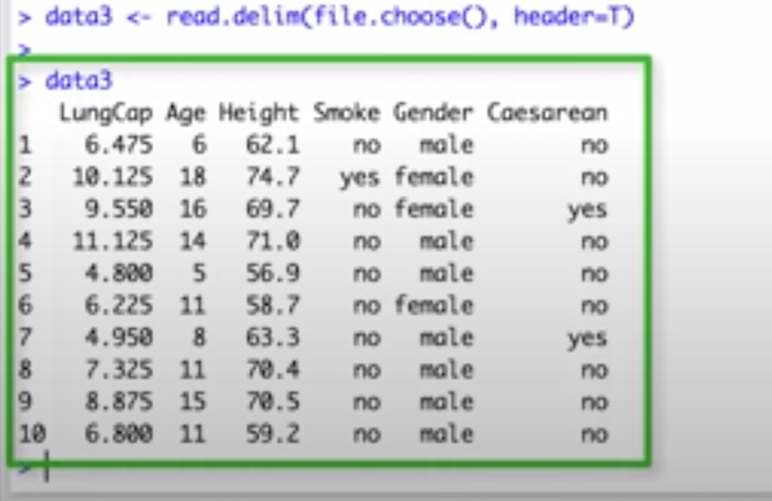 > data3 <- read.delim(file.choose(), header=T)
>
> data3
LungCap Age Height Smoke Gender Caesarean
1 6.475 6 62.1 no male no
2 10.125 18 74.7 yes female no
3 9.550 16 69.7 no female yes
4 11.125 14 71.0 no male no
5 4.800 5 56.9 no male no
6 6.225 11 58.7 no female no
7 4.950 8 63.3 no male yes
8 7.325 11 70.4 no male no
9 8.875 15 70.5 no male no
10 6.800 11 59.2 no male no
>